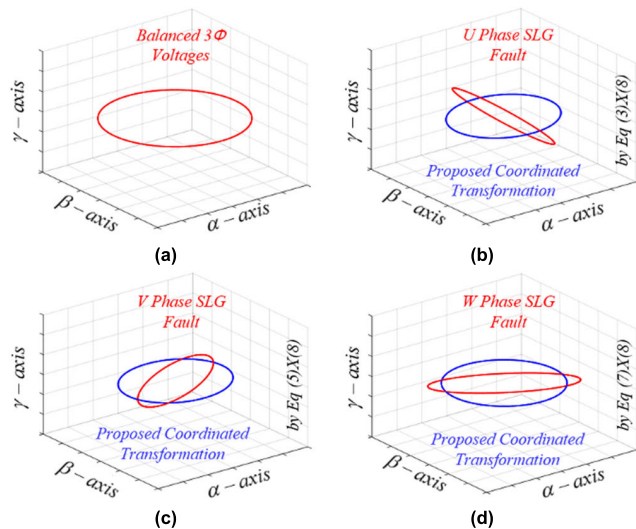 Balanced 3Φ
Voltages
γ – axis
β – axis
α – axis
(a)
U Phase SLG
Fault
by Eq (3)X(8)
γ – axis
Proposed Coordinated
Transformation
β – axis
α – axis
(b)
V Phase SLG
Fault
by Eq (5)X(8)
γ – axis
Proposed Coordinated
Transformation
β – axis
α – axis
(c)
W Phase SLG
Fault
by Eq (7)X(8)
γ – axis
Proposed Coordinated
Transformation
β – axis
α – axis
(d)